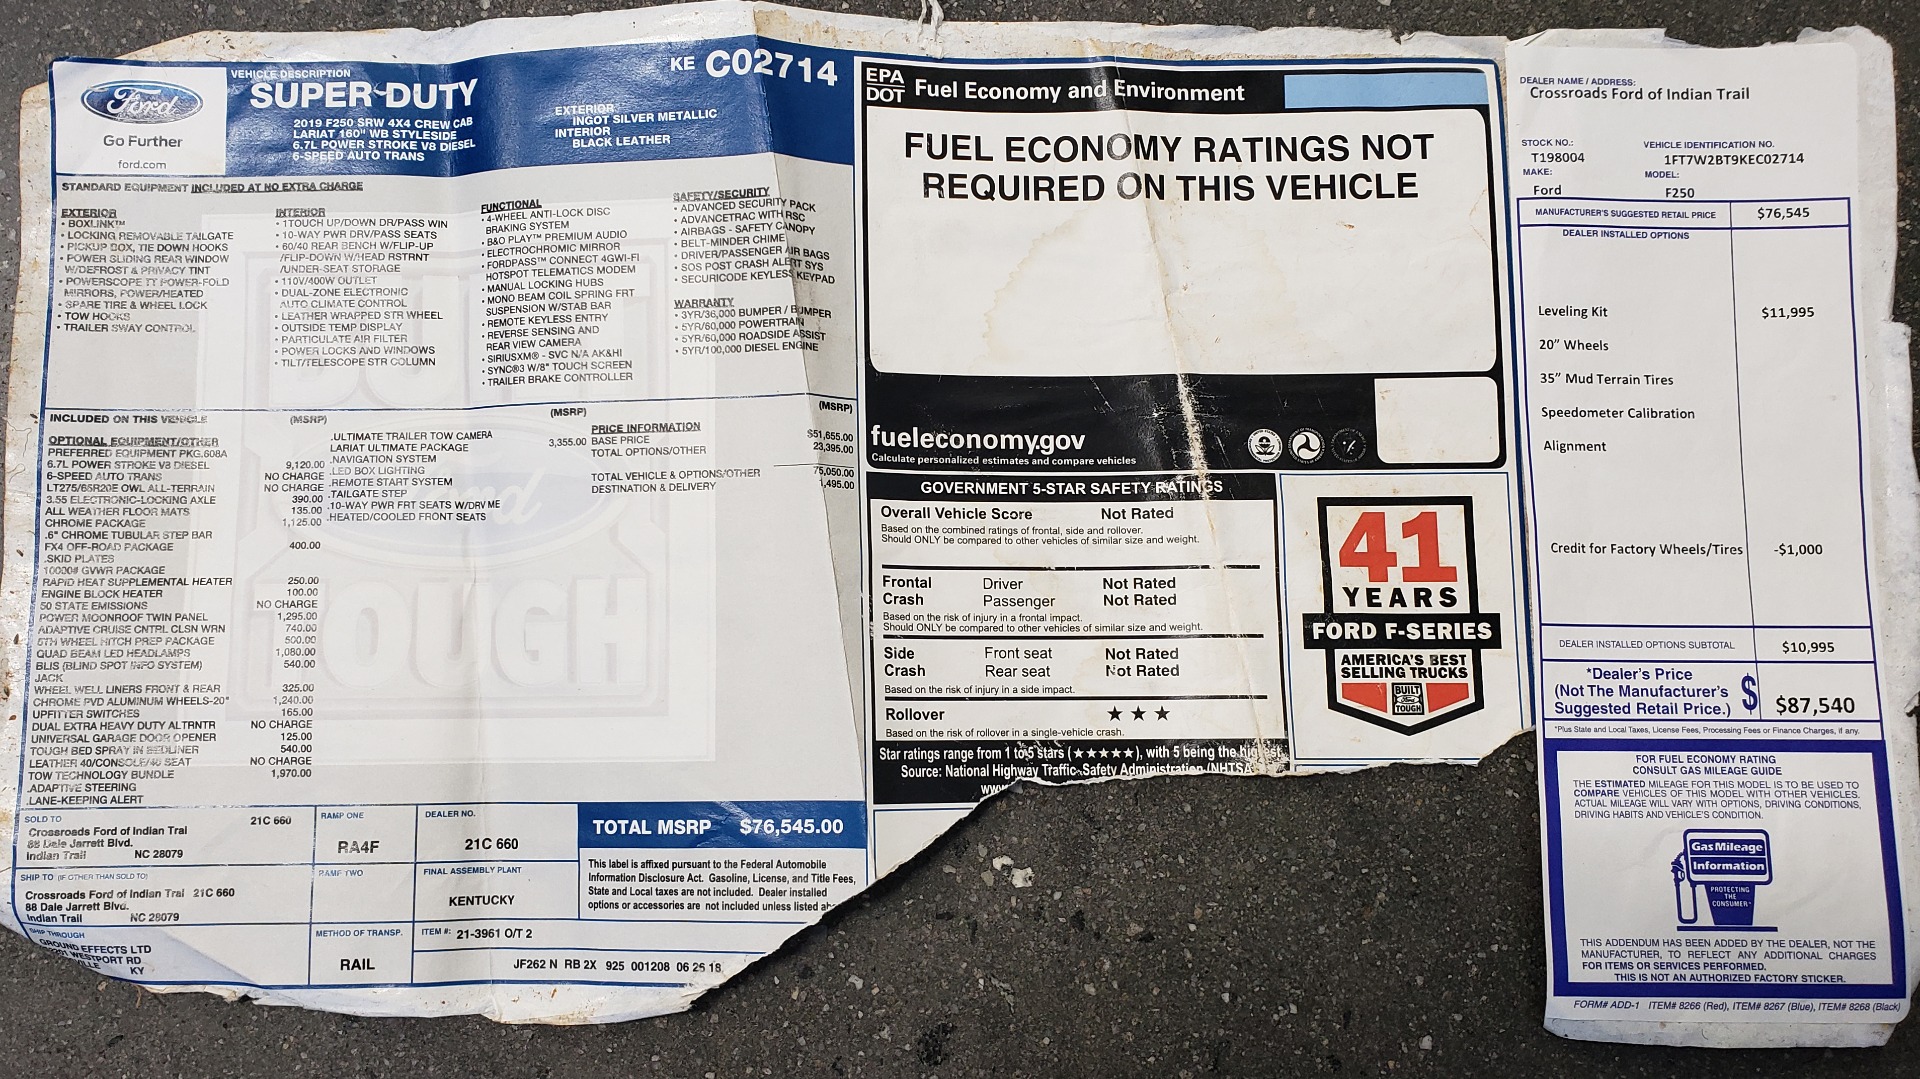 Ford
Go Further
ford.com
VEHICLE DESCRIPTION
SUPER DUTY
2019 F250 SRW 4X4 CREW CAB
LARIAT 160" WB STYLESIDE
6.7L POWER STROKE V8 DIESEL
6-SPEED AUTO TRANS
EXTERIOR
INGOT SILVER METALLIC
INTERIOR
BLACK LEATHER
KE C02714
STANDARD EQUIPMENT INCLUDED AT NO EXTRA CHARGE
EXTERIOR
• BOXLINK™
• LOCKING REMOVABLE TAILGATE
• PICKUP BOX, TIE DOWN HOOKS
• POWER SLIDING REAR WINDOW
W/DEFROST & PRIVACY TINT
• POWERSCOPE TT POWER-FOLD
MIRRORS, POWER/HEATED
• SPARE TIRE & WHEEL LOCK
• TOW HOOKS
• TRAILER SWAY CONTROL
INTERIOR
• 1TOUCH UP/DOWN DR/PASS WIN
• 10-WAY PWR DRV/PASS SEATS
• 60/40 REAR BENCH W/FLIP-UP
/FLIP-DOWN W/HEAD RSTRNT
/UNDER-SEAT STORAGE
• 110V/400W OUTLET
• DUAL-ZONE ELECTRONIC
AUTO CLIMATE CONTROL
• LEATHER WRAPPED STR WHEEL
• OUTSIDE TEMP DISPLAY
• PARTICULATE AIR FILTER
• POWER LOCKS AND WINDOWS
• TILT/TELESCOPE STR COLUMN
FUNCTIONAL
• 4-WHEEL ANTI-LOCK DISC
BRAKING SYSTEM
• B&O PLAY™ PREMIUM AUDIO
• ELECTROCHROMIC MIRROR
• FORDPASS™ CONNECT 4GWI-FI
HOTSPOT TELEMATICS MODEM
• MANUAL LOCKING HUBS
• MONO BEAM COIL SPRING FRT
SUSPENSION W/STAB BAR
• REMOTE KEYLESS ENTRY
• REVERSE SENSING AND
REAR VIEW CAMERA
• SIRIUSXM® - SVC N/A AK&HI
• SYNC®3 W/8" TOUCH SCREEN
• TRAILER BRAKE CONTROLLER
SAFETY/SECURITY
• ADVANCED SECURITY PACK
• ADVANCETRAC WITH RSC
• AIRBAGS - SAFETY CANOPY
• BELT-MINDER CHIME
• DRIVER/PASSENGER AIR BAGS
• SOS POST CRASH ALERT SYS
• SECURICODE KEYLESS KEYPAD
WARRANTY
• 3YR/36,000 BUMPER / BUMPER
• 5YR/60,000 POWERTRAIN
• 5YR/60,000 ROADSIDE ASSIST
• 5YR/100,000 DIESEL ENGINE
INCLUDED ON THIS VEHICLE (MSRP)
OPTIONAL EQUIPMENT/OTHER
PREFERRED EQUIPMENT PKG.608A
6.7L POWER STROKE V8 DIESEL 9,120.00
6-SPEED AUTO TRANS NO CHARGE
LT275/65R20E OWL ALL-TERRAIN NO CHARGE
3.55 ELECTRONIC-LOCKING AXLE 390.00
ALL WEATHER FLOOR MATS 135.00
CHROME PACKAGE 1,125.00
.6" CHROME TUBULAR STEP BAR
FX4 OFF-ROAD PACKAGE 400.00
.SKID PLATES
10000# GVWR PACKAGE
RAPID HEAT SUPPLEMENTAL HEATER 250.00
ENGINE BLOCK HEATER 100.00
50 STATE EMISSIONS NO CHARGE
POWER MOONROOF TWIN PANEL 1,295.00
ADAPTIVE CRUISE CNTRL CLSN WRN 740.00
5TH WHEEL HITCH PREP PACKAGE 500.00
QUAD BEAM LED HEADLAMPS 1,080.00
BLIS (BLIND SPOT INFO SYSTEM) 540.00
JACK
WHEEL WELL LINERS FRONT & REAR 325.00
CHROME PVD ALUMINUM WHEELS-20" 1,240.00
UPFITTER SWITCHES 165.00
DUAL EXTRA HEAVY DUTY ALTRNTR NO CHARGE
UNIVERSAL GARAGE DOOR OPENER 125.00
TOUGH BED SPRAY IN BEDLINER 540.00
LEATHER 40/CONSOLE/40 SEAT NO CHARGE
TOW TECHNOLOGY BUNDLE 1,970.00
.ADAPTIVE STEERING
.LANE-KEEPING ALERT
(MSRP)
.ULTIMATE TRAILER TOW CAMERA
LARIAT ULTIMATE PACKAGE 3,355.00
.NAVIGATION SYSTEM
.LED BOX LIGHTING
.REMOTE START SYSTEM
.TAILGATE STEP
.10-WAY PWR FRT SEATS W/DRV ME
.HEATED/COOLED FRONT SEATS
PRICE INFORMATION (MSRP)
BASE PRICE $51,655.00
TOTAL OPTIONS/OTHER 23,395.00
TOTAL VEHICLE & OPTIONS/OTHER 75,050.00
DESTINATION & DELIVERY 1,495.00
BUILT
Ford
TOUGH
SOLD TO 21C 660
Crossroads Ford of Indian Trai
88 Dale Jarrett Blvd.
Indian Trail NC 28079
SHIP TO (IF OTHER THAN SOLD TO)
Crossroads Ford of Indian Trai 21C 660
88 Dale Jarrett Blvd.
Indian Trail NC 28079
SHIP THROUGH
GROUND EFFECTS LTD
WESTPORT RD
VILLE KY
RAMP ONE
RA4F
RAMP TWO
METHOD OF TRANSP.
RAIL
DEALER NO.
21C 660
FINAL ASSEMBLY PLANT
KENTUCKY
ITEM #: 21-3961 O/T 2
JF262 N RB 2X 925 001208 06 26 18
TOTAL MSRP $76,545.00
This label is affixed pursuant to the Federal Automobile
Information Disclosure Act. Gasoline, License, and Title Fees,
State and Local taxes are not included. Dealer installed
options or accessories are not included unless listed ab
EPA
DOT
Fuel Economy and Environment
FUEL ECONOMY RATINGS NOT
REQUIRED ON THIS VEHICLE
fueleconomy.gov
Calculate personalized estimates and compare vehicles
GOVERNMENT 5-STAR SAFETY RATINGS
Overall Vehicle Score Not Rated
Based on the combined ratings of frontal, side and rollover.
Should ONLY be compared to other vehicles of similar size and weight.
Frontal Driver Not Rated
Crash Passenger Not Rated
Based on the risk of injury in a frontal impact.
Should ONLY be compared to other vehicles of similar size and weight.
Side Front seat Not Rated
Crash Rear seat Not Rated
Based on the risk of injury in a side impact.
Rollover ★★★
Based on the risk of rollover in a single-vehicle crash.
Star ratings range from 1 to 5 stars (★★★★★), with 5 being the highest.
Source: National Highway Traffic Safety Administration (NHTSA
www
41
YEARS
FORD F-SERIES
AMERICA'S BEST
SELLING TRUCKS
BUILT
Ford
TOUGH
DEALER NAME / ADDRESS:
Crossroads Ford of Indian Trail
STOCK NO.: VEHICLE IDENTIFICATION NO.
T198004 1FT7W2BT9KEC02714
MAKE: MODEL:
Ford F250
MANUFACTURER'S SUGGESTED RETAIL PRICE $76,545
DEALER INSTALLED OPTIONS
Leveling Kit $11,995
20" Wheels
35" Mud Terrain Tires
Speedometer Calibration
Alignment
Credit for Factory Wheels/Tires -$1,000
DEALER INSTALLED OPTIONS SUBTOTAL $10,995
*Dealer's Price
(Not The Manufacturer's
Suggested Retail Price.) $ $87,540
*Plus State and Local Taxes, License Fees, Processing Fees or Finance Charges, if any.
FOR FUEL ECONOMY RATING
CONSULT GAS MILEAGE GUIDE
THE ESTIMATED MILEAGE FOR THIS MODEL IS TO BE USED TO
COMPARE VEHICLES OF THIS MODEL WITH OTHER VEHICLES.
ACTUAL MILEAGE WILL VARY WITH OPTIONS, DRIVING CONDITIONS,
DRIVING HABITS AND VEHICLE'S CONDITION.
Gas Mileage
Information
PROTECTING
THE
CONSUMER
THIS ADDENDUM HAS BEEN ADDED BY THE DEALER, NOT THE
MANUFACTURER, TO REFLECT ANY ADDITIONAL CHARGES
FOR ITEMS OR SERVICES PERFORMED.
THIS IS NOT AN AUTHORIZED FACTORY STICKER.
FORM# ADD-1 ITEM# 8266 (Red), ITEM# 8267 (Blue), ITEM# 8268 (Black)